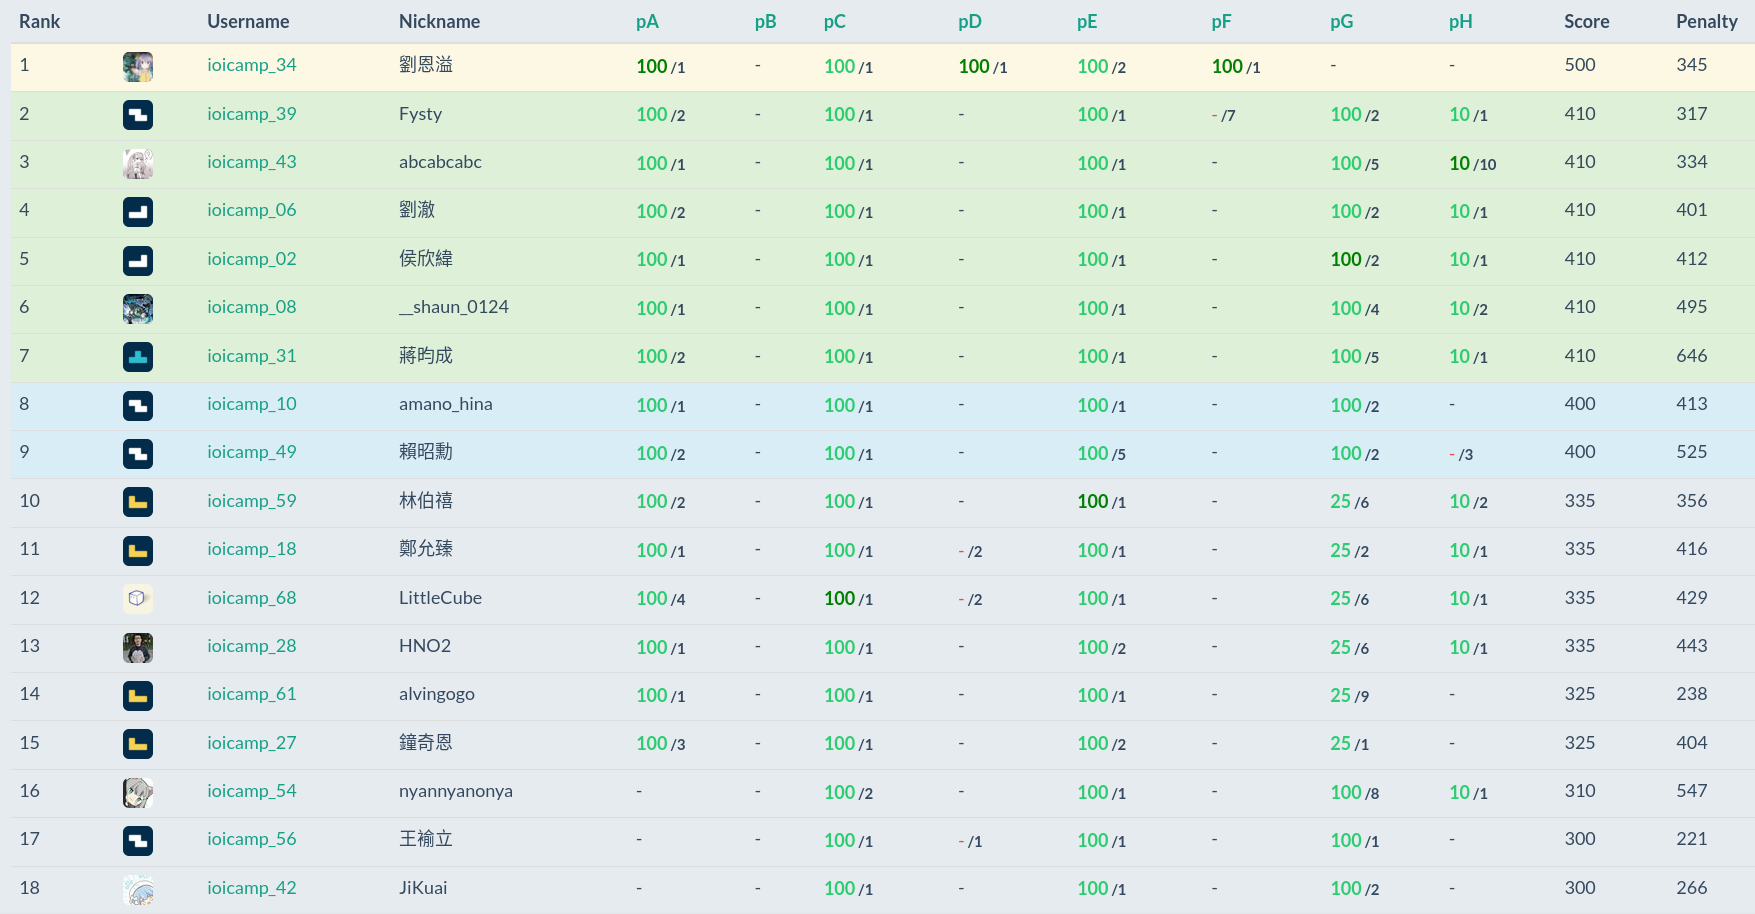 Rank Username Nickname pA pB pC pD pE pF pG pH Score Penalty
1 ioicamp_34 劉恩溢 100 /1 - 100 /1 100 /1 100 /2 100 /1 - - 500 345
2 ioicamp_39 Fysty 100 /2 - 100 /1 - 100 /1 - /7 100 /2 10 /1 410 317
3 ioicamp_43 abcabcabc 100 /1 - 100 /1 - 100 /1 - 100 /5 10 /10 410 334
4 ioicamp_06 劉澈 100 /2 - 100 /1 - 100 /1 - 100 /2 10 /1 410 401
5 ioicamp_02 侯欣緯 100 /1 - 100 /1 - 100 /1 - 100 /2 10 /1 410 412
6 ioicamp_08 __shaun_0124 100 /1 - 100 /1 - 100 /1 - 100 /4 10 /2 410 495
7 ioicamp_31 蔣昀成 100 /2 - 100 /1 - 100 /1 - 100 /5 10 /1 410 646
8 ioicamp_10 amano_hina 100 /1 - 100 /1 - 100 /1 - 100 /2 - 400 413
9 ioicamp_49 賴昭勳 100 /2 - 100 /1 - 100 /5 - 100 /2 - /3 400 525
10 ioicamp_59 林伯禧 100 /2 - 100 /1 - 100 /1 - 25 /6 10 /2 335 356
11 ioicamp_18 鄭允臻 100 /1 - 100 /1 - /2 100 /1 - 25 /2 10 /1 335 416
12 ioicamp_68 LittleCube 100 /4 - 100 /1 - /2 100 /1 - 25 /6 10 /1 335 429
13 ioicamp_28 HNO2 100 /1 - 100 /1 - 100 /2 - 25 /6 10 /1 335 443
14 ioicamp_61 alvingogo 100 /1 - 100 /1 - 100 /1 - 25 /9 - 325 238
15 ioicamp_27 鐘奇恩 100 /3 - 100 /1 - 100 /2 - 25 /1 - 325 404
16 ioicamp_54 nyannyanonya - - 100 /2 - 100 /1 - 100 /8 10 /1 310 547
17 ioicamp_56 王褕立 - - 100 /1 - /1 100 /1 - 100 /1 - 300 221
18 ioicamp_42 JiKuai - - 100 /1 - 100 /1 - 100 /2 - 300 266